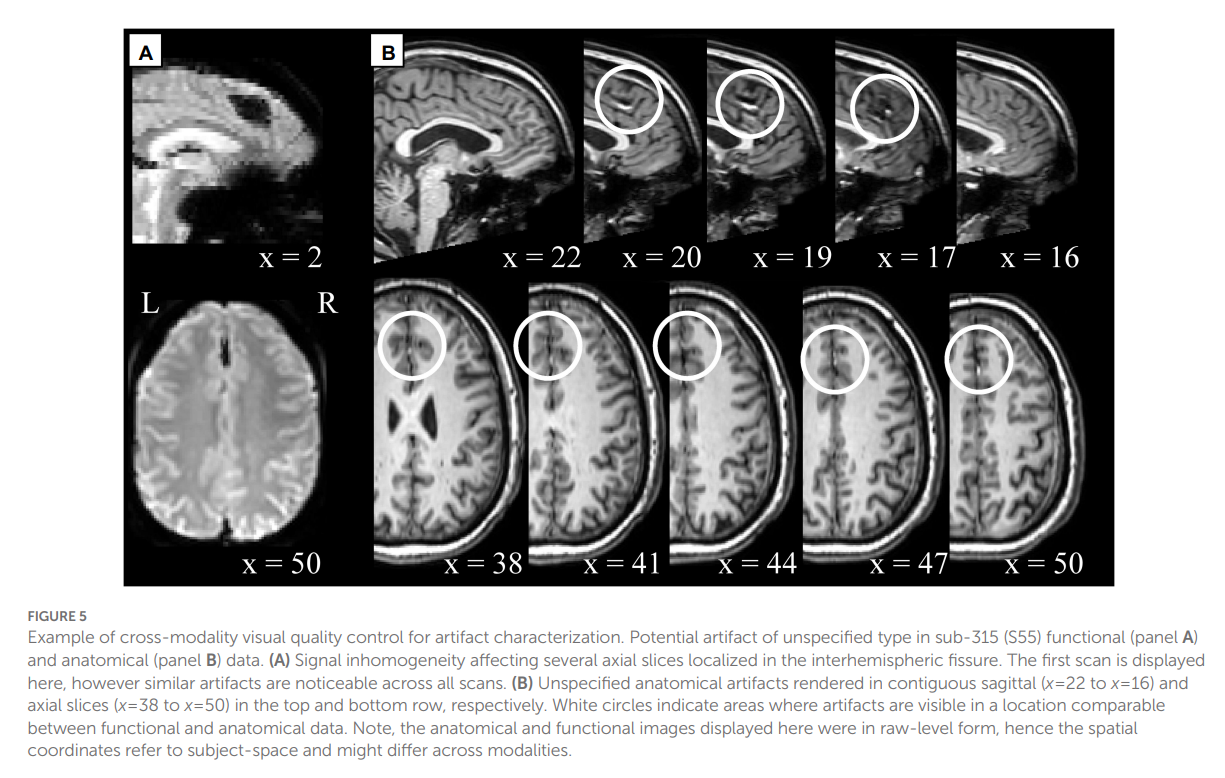 A
B
x = 2
x = 22
x = 20
x = 19
x = 17
x = 16
L
R
x = 50
x = 38
x = 41
x = 44
x = 47
x = 50
FIGURE 5
Example of cross-modality visual quality control for artifact characterization. Potential artifact of unspecified type in sub-315 (S55) functional (panel A)
and anatomical (panel B) data. (A) Signal inhomogeneity affecting several axial slices localized in the interhemispheric fissure. The first scan is displayed
here, however similar artifacts are noticeable across all scans. (B) Unspecified anatomical artifacts rendered in contiguous sagittal (x=22 to x=16) and
axial slices (x=38 to x=50) in the top and bottom row, respectively. White circles indicate areas where artifacts are visible in a location comparable
between functional and anatomical data. Note, the anatomical and functional images displayed here were in raw-level form, hence the spatial
coordinates refer to subject-space and might differ across modalities.